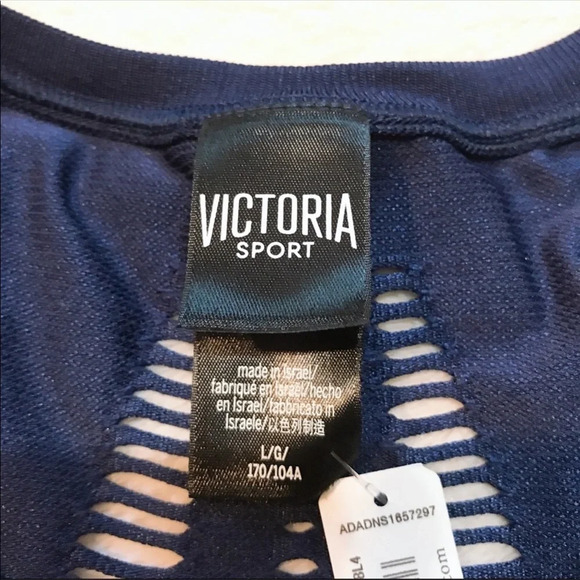 VICTORIA
SPORT
made in Israel/
fabriqué en Israel/hecho
en Israel/fabbricato in
Israele/以色列制造
L/G/
170/104A
ADADNS1657297